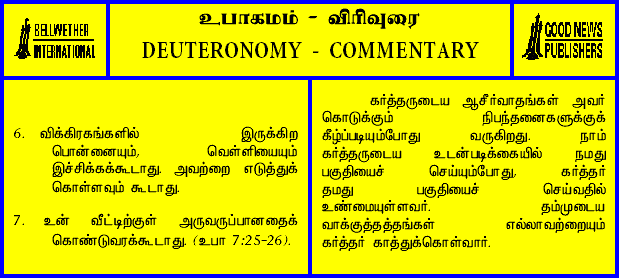 BELLWETHER
INTERNATIONAL
உபாகமம் - விரிவுரை
DEUTERONOMY - COMMENTARY
GOOD NEWS
PUBLISHERS
6. விக்கிரகங்களில் இருக்கிற
பொன்னையும், வெள்ளியையும்
இச்சிக்கக்கூடாது. அவற்றை எடுத்துக்
கொள்ளவும் கூடாது.
7. உன் வீட்டிற்குள் அருவருப்பானதைக்
கொண்டுவரக்கூடாது. (உபா 7:25-26).
கர்த்தருடைய ஆசீர்வாதங்கள் அவர்
கொடுக்கும் நிபந்தனைகளுக்குக்
கீழ்ப்படியும்போது வருகிறது. நாம்
கர்த்தருடைய உடன்படிக்கையில் நமது
பகுதியைச் செய்யும்போது, கர்த்தர்
தமது பகுதியைச் செய்வதில்
உண்மையுள்ளவர். தம்முடைய
வாக்குத்தத்தங்கள் எல்லாவற்றையும்
கர்த்தர் காத்துக்கொள்வார்.